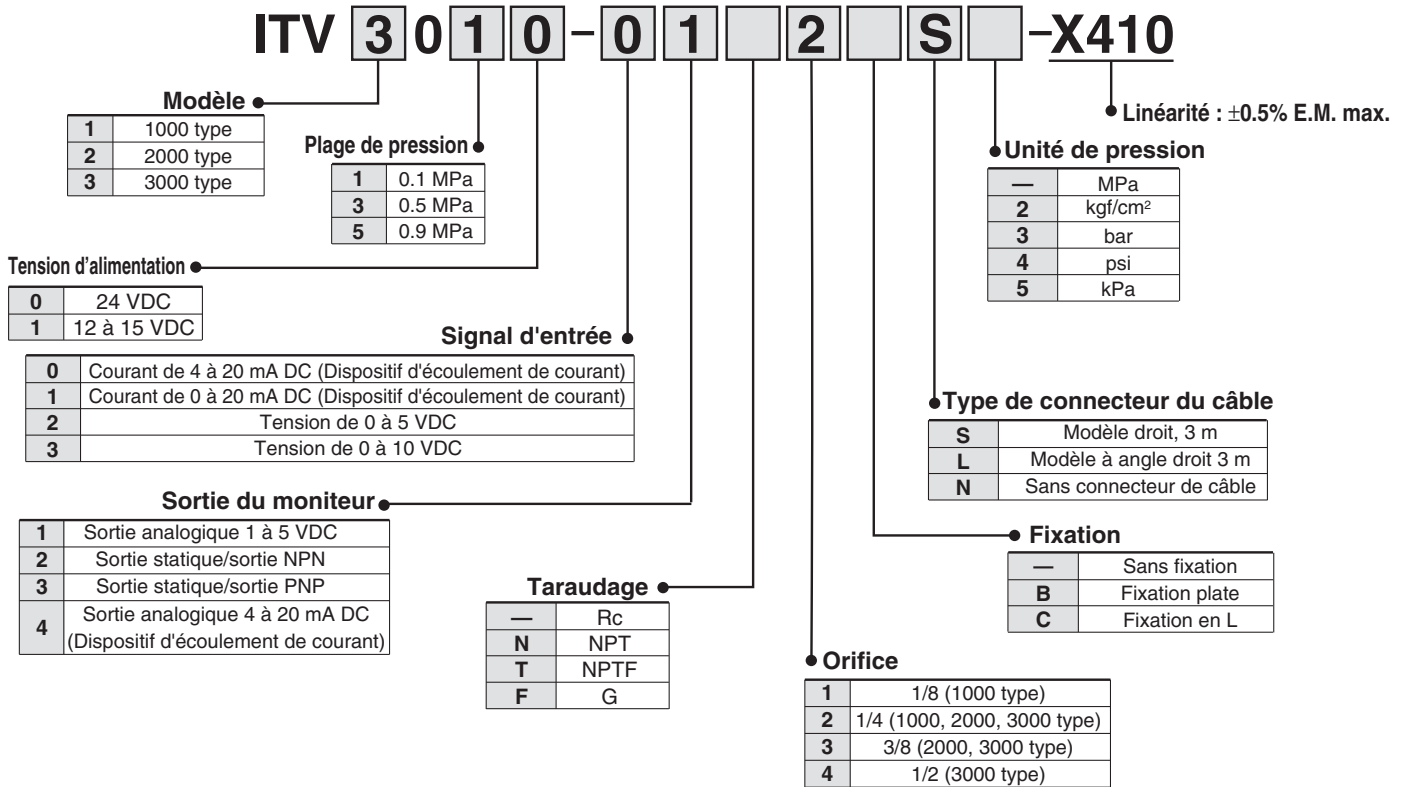 ITV 3 0 1 0 - 0 1 2 S -X410
Linéarité : ±0.5% E.M. max.
Modèle
1 1000 type
2 2000 type
3 3000 type
Plage de pression
1 0.1 MPa
3 0.5 MPa
5 0.9 MPa
Unité de pression
— MPa
2 kgf/cm²
3 bar
4 psi
5 kPa
Tension d'alimentation
0 24 VDC
1 12 à 15 VDC
Signal d'entrée
0 Courant de 4 à 20 mA DC (Dispositif d'écoulement de courant)
1 Courant de 0 à 20 mA DC (Dispositif d'écoulement de courant)
2 Tension de 0 à 5 VDC
3 Tension de 0 à 10 VDC
Type de connecteur du câble
S Modèle droit, 3 m
L Modèle à angle droit 3 m
N Sans connecteur de câble
Sortie du moniteur
1 Sortie analogique 1 à 5 VDC
2 Sortie statique/sortie NPN
3 Sortie statique/sortie PNP
4 Sortie analogique 4 à 20 mA DC
(Dispositif d'écoulement de courant)
Fixation
— Sans fixation
B Fixation plate
C Fixation en L
Taraudage
— Rc
N NPT
T NPTF
F G
Orifice
1 1/8 (1000 type)
2 1/4 (1000, 2000, 3000 type)
3 3/8 (2000, 3000 type)
4 1/2 (3000 type)